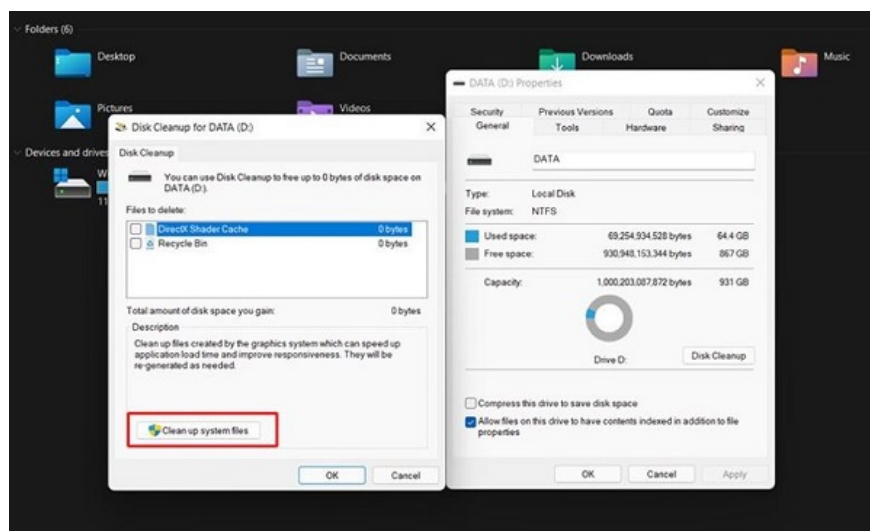 Folders (6)
Desktop
Documents
Downloads
Music
Pictures
Videos
Devices and drives
W
11
Disk Cleanup for DATA (D:)
Disk Cleanup
You can use Disk Cleanup to free up to 0 bytes of disk space on
DATA (D:).
Files to delete:
DirectX Shader Cache 0 bytes
Recycle Bin 0 bytes
Total amount of disk space you gain: 0 bytes
Description
Clean up files created by the graphics system which can speed up
application load time and improve responsiveness. They will be
re-generated as needed.
Clean up system files
OK Cancel
DATA (D:) Properties
Security Previous Versions Quota Customize
General Tools Hardware Sharing
DATA
Type: Local Disk
File system: NTFS
Used space: 69,254,934,528 bytes 64.4 GB
Free space: 930,948,153,344 bytes 867 GB
Capacity: 1,000,203,087,872 bytes 931 GB
Drive D:
Disk Cleanup
Compress this drive to save disk space
Allow files on this drive to have contents indexed in addition to file
properties
OK Cancel Apply